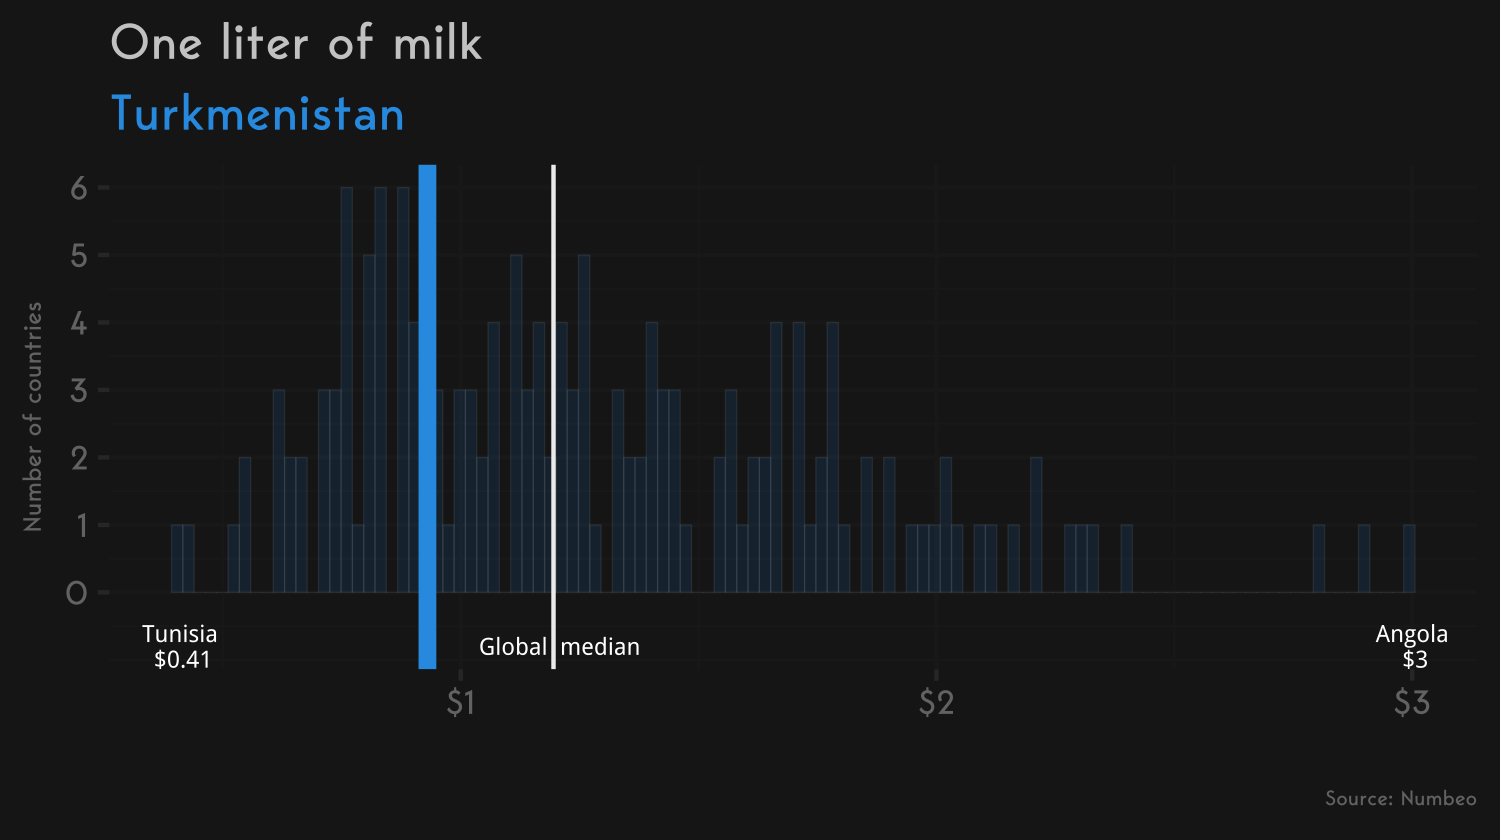 One liter of milk
Turkmenistan
6
5
4
3
2
1
0
Number of countries
Tunisia
$0.41
Global median
Angola
$3
$1
$2
$3
Source: Numbeo